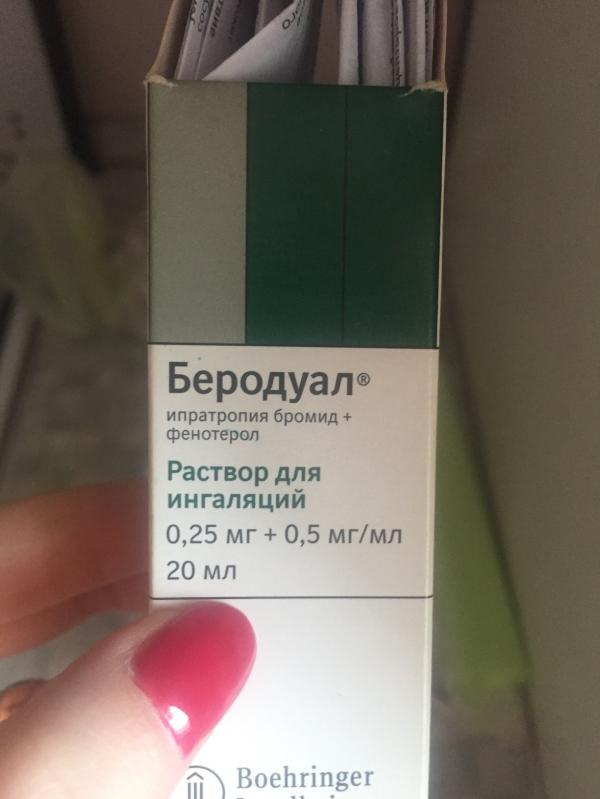 Беродуал®
ипратропия бромид +
фенотерол
Раствор для
ингаляций
0,25 мг + 0,5 мг/мл
20 мл
Boehringer